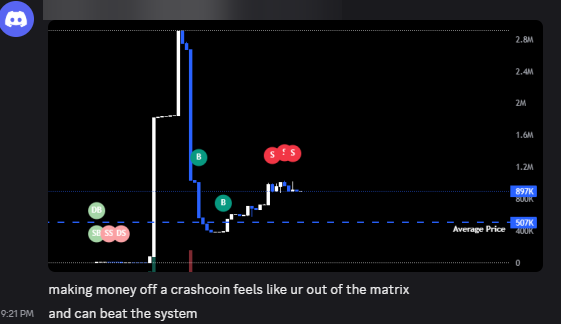 2.8M
2.4M
2M
1.6M
B
S
S
1.2M
897K
800K
B
DB
507K
Average Price
SS
DS
400K
0
making money off a crashcoin feels like ur out of the matrix
9:21 PM and can beat the system